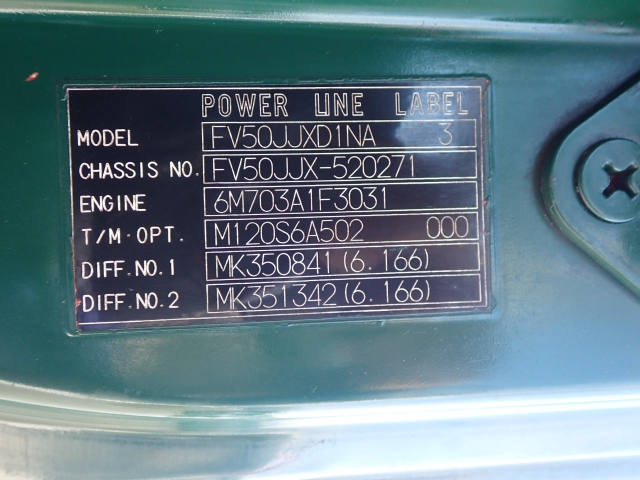 POWER LINE LABEL
MODEL FV50JJXD1NA 3
CHASSIS NO. FV50JJX-520271
ENGINE 6M703A1F3031
T/M·OPT. M120S6A502 000
DIFF.NO.1 MK350841(6.166)
DIFF.NO.2 MK351342(6.166)